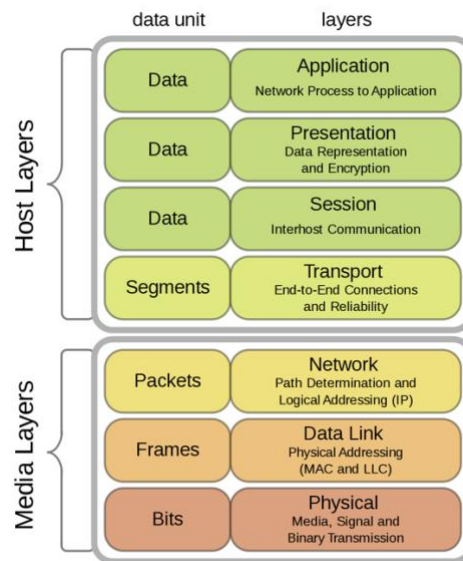 data unit layers
Host Layers
Data Application
Network Process to Application
Data Presentation
Data Representation
and Encryption
Data Session
Interhost Communication
Segments Transport
End-to-End Connections
and Reliability
Media Layers
Packets Network
Path Determination and
Logical Addressing (IP)
Frames Data Link
Physical Addressing
(MAC and LLC)
Bits Physical
Media, Signal and
Binary Transmission